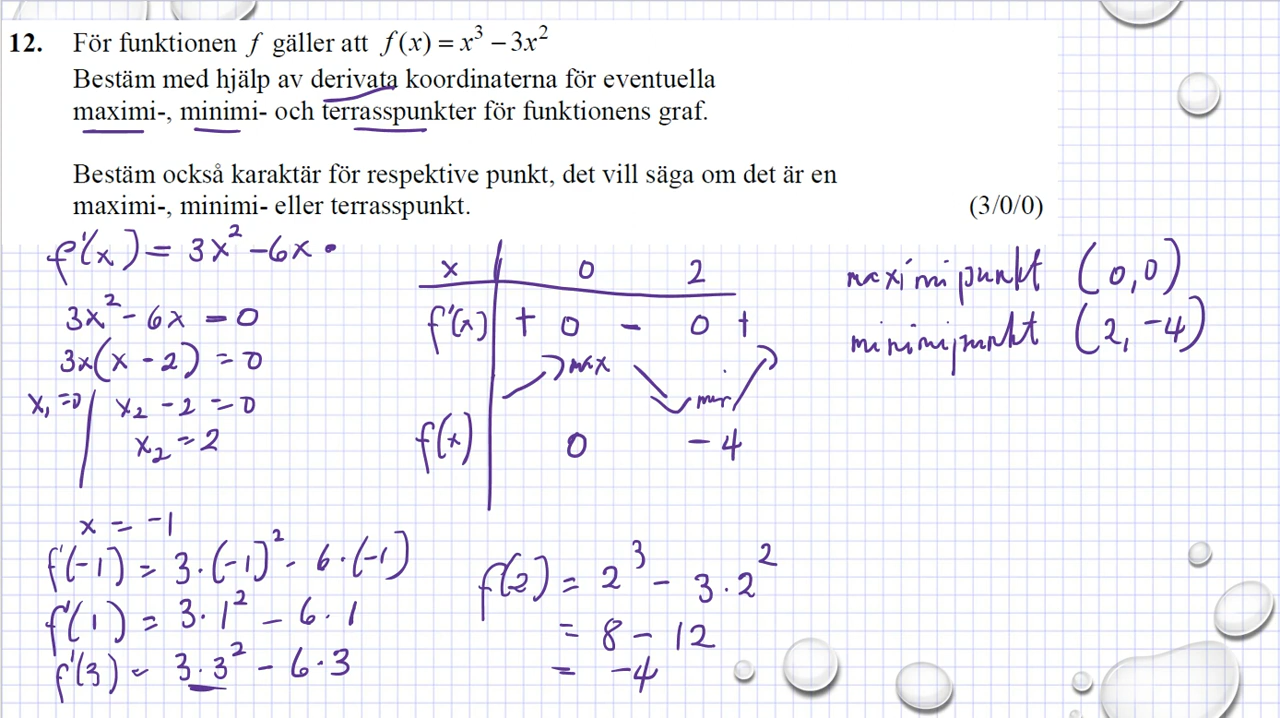 12. För funktionen f gäller att f(x) = x³ − 3x²
Bestäm med hjälp av derivata koordinaterna för eventuella
maximi-, minimi- och terrasspunkter för funktionens graf.
Bestäm också karaktär för respektive punkt, det vill säga om det är en
maximi-, minimi- eller terrasspunkt. (3/0/0)
f'(x) = 3x² − 6x
3x² − 6x = 0
3x(x − 2) = 0
x₁ = 0 x₂ − 2 = 0
x₂ = 2
x 0 2
f'(x) + 0 − 0 +
max
min
f(x) 0 −4
maximipunkt (0,0)
minimipunkt (2, −4)
x = −1
f'(−1) = 3·(−1)² − 6·(−1)
f'(1) = 3·1² − 6·1
f'(3) = 3·3² − 6·3
f(2) = 2³ − 3·2²
= 8 − 12
= −4